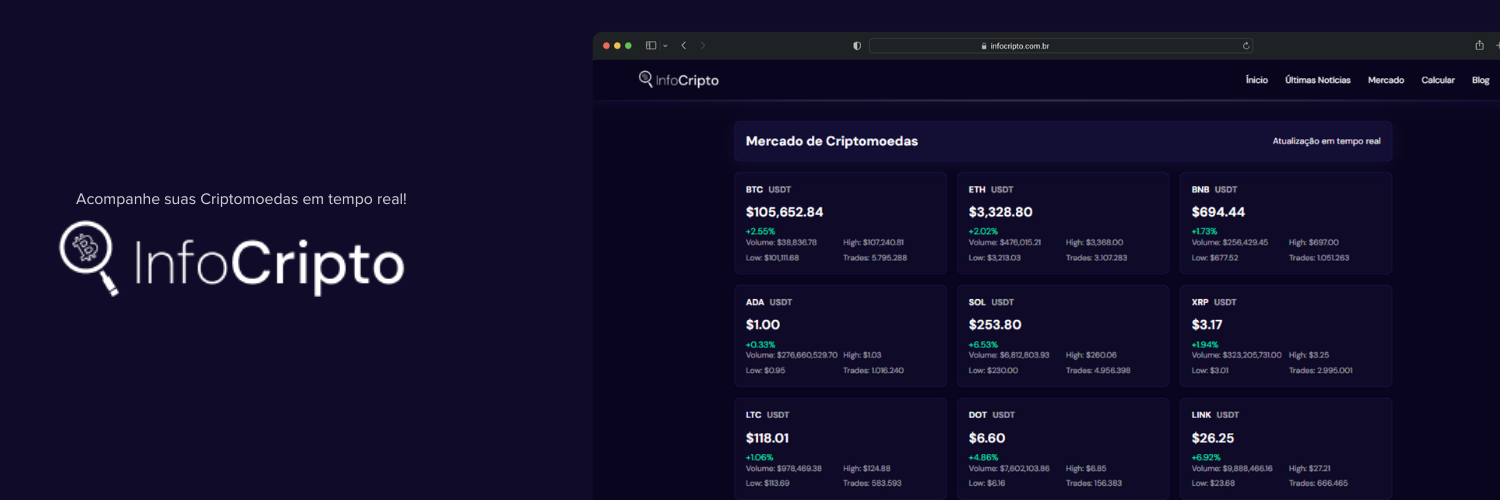 Acompanhe suas Criptomoedas em tempo real!
InfoCripto
infocripto.com.br
InfoCripto
Ínicio Últimas Notícias Mercado Calcular Blog
Mercado de Criptomoedas
Atualização em tempo real
BTC USDT
$105,652.84
+2.55%
Volume: $38,836.78 High: $107,240.81
Low: $101,111.68 Trades: 5.795.288
ETH USDT
$3,328.80
+2.02%
Volume: $476,015.21 High: $3,368.00
Low: $3,213.03 Trades: 3.107.283
BNB USDT
$694.44
+1.73%
Volume: $256,429.45 High: $697.00
Low: $677.52 Trades: 1.051.263
ADA USDT
$1.00
+0.33%
Volume: $276,660,529.70 High: $1.03
Low: $0.95 Trades: 1.016.240
SOL USDT
$253.80
+6.53%
Volume: $6,812,803.93 High: $260.06
Low: $230.00 Trades: 4.956.398
XRP USDT
$3.17
+1.94%
Volume: $323,205,731.00 High: $3.25
Low: $3.01 Trades: 2.995.001
LTC USDT
$118.01
+1.06%
Volume: $978,469.38 High: $124.88
Low: $113.69 Trades: 583.593
DOT USDT
$6.60
+4.86%
Volume: $7,602,103.86 High: $6.85
Low: $6.16 Trades: 156.383
LINK USDT
$26.25
+6.92%
Volume: $9,888,466.16 High: $27.21
Low: $23.68 Trades: 666.465